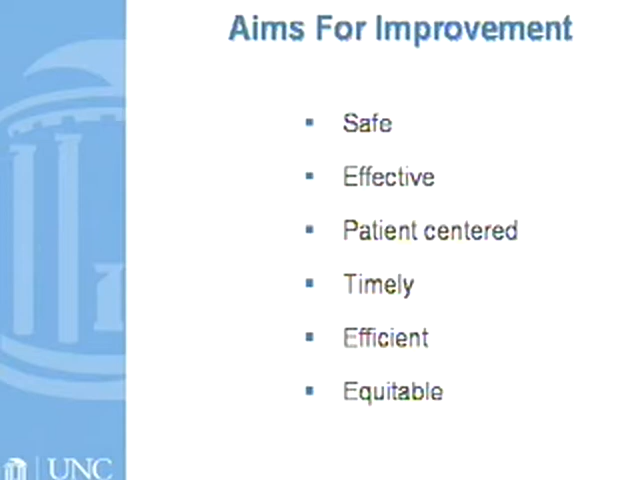 Aims For Improvement
Safe
Effective
Patient centered
Timely
Efficient
Equitable
UNC